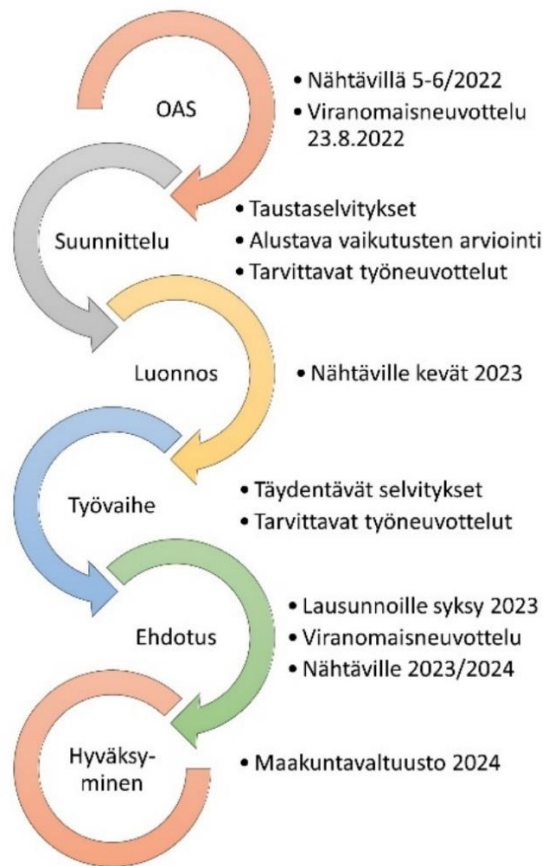 OAS
• Nähtävillä 5-6/2022
• Viranomaisneuvottelu
23.8.2022
Suunnittelu
• Taustaselvitykset
• Alustava vaikutusten arviointi
• Tarvittavat työneuvottelut
Luonnos
• Nähtäville kevät 2023
Työvaihe
• Täydentävät selvitykset
• Tarvittavat työneuvottelut
Ehdotus
• Lausunnoille syksy 2023
• Viranomaisneuvottelu
• Nähtäville 2023/2024
Hyväksy-
minen
• Maakuntavaltuusto 2024